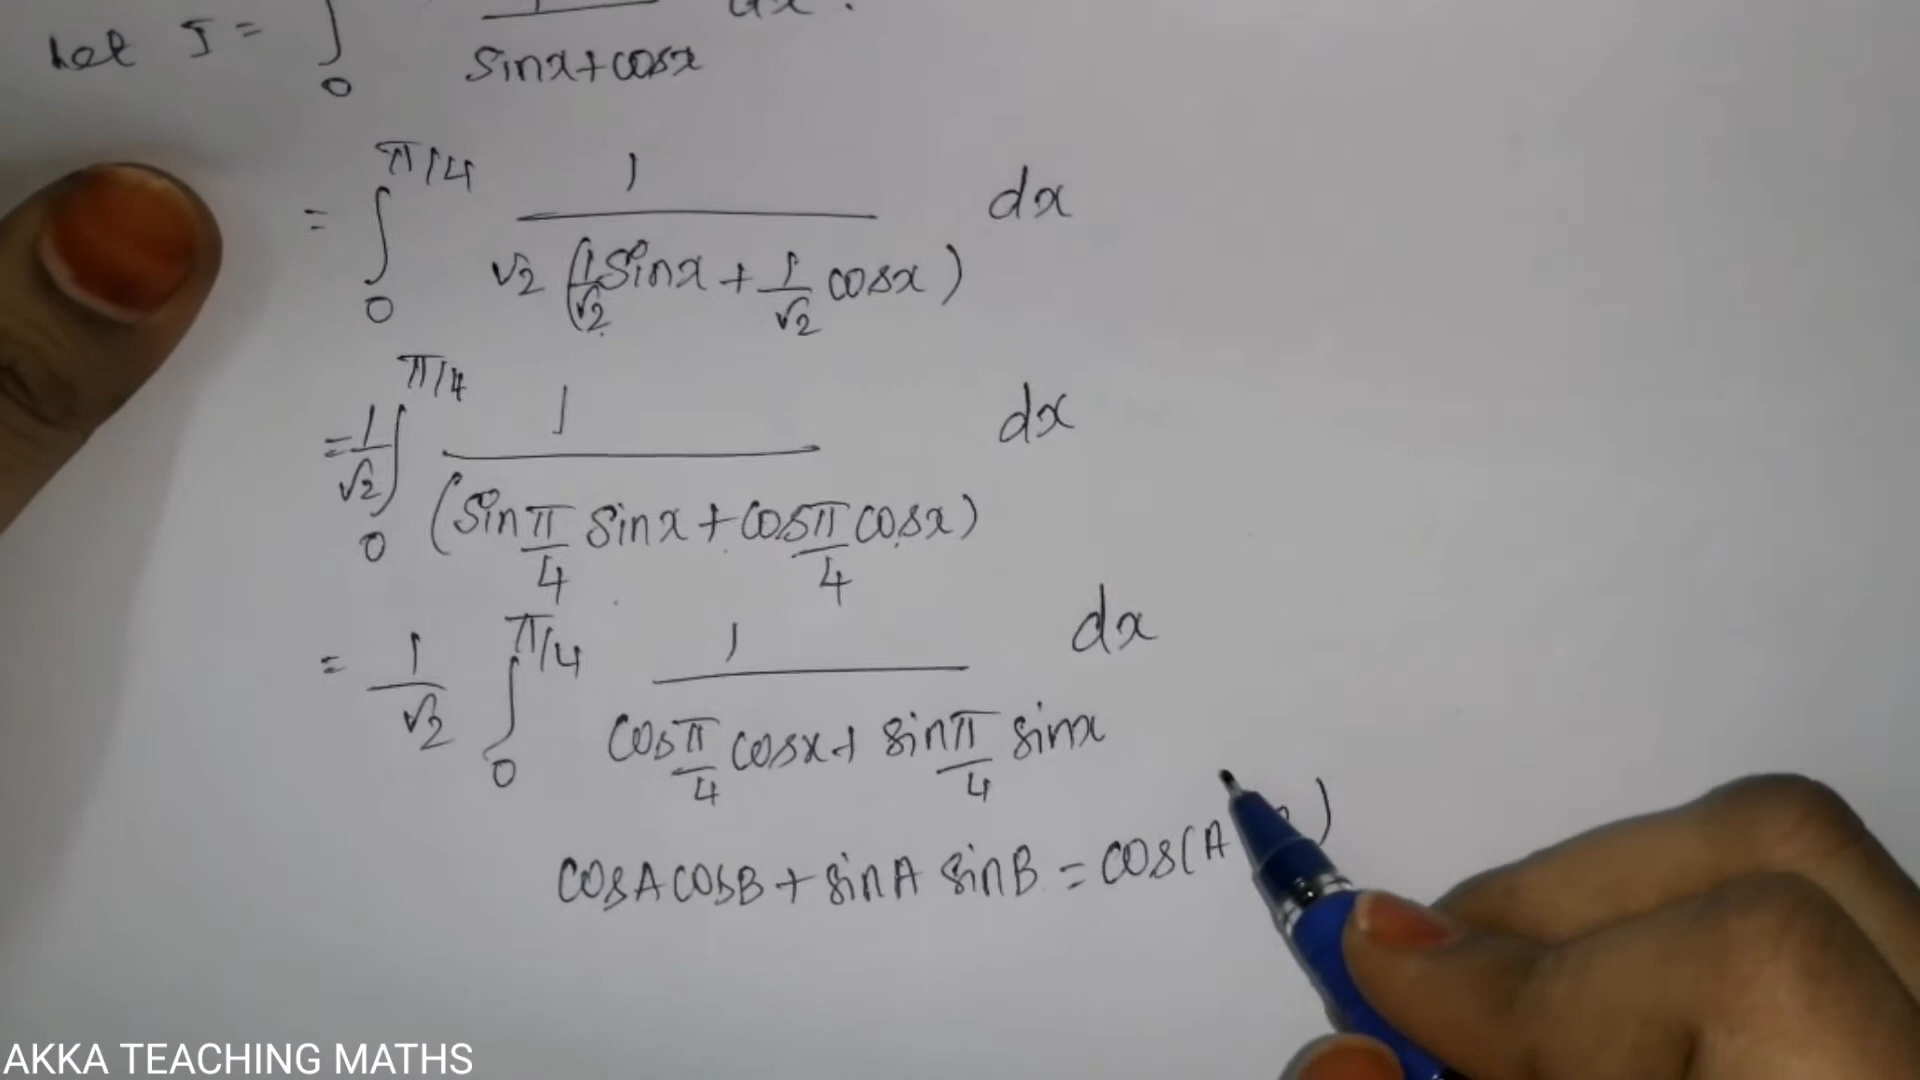 Let I = ∫ 0 1/(sinx+cosx) dx.
= ∫ 0 π/4 1/(√2 (1/√2 sinx + 1/√2 cosx)) dx
= 1/√2 ∫ 0 π/4 1/(sin π/4 sinx + cos π/4 cosx) dx
= 1/√2 ∫ 0 π/4 1/(cos π/4 cosx + sin π/4 sinx) dx
cosA cosB + sinA sinB = cos(A )
AKKA TEACHING MATHS